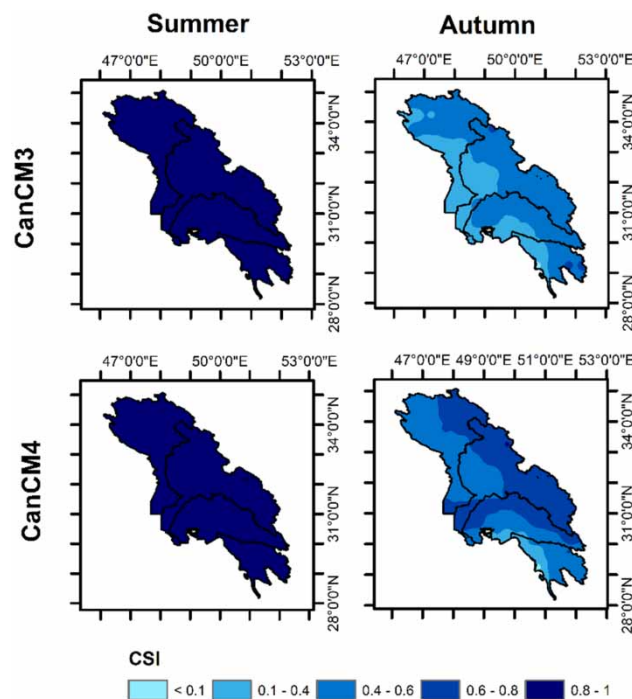 Summer Autumn
47°0'0"E 50°0'0"E 53°0'0"E 47°0'0"E 50°0'0"E 53°0'0"E
CanCM3
34°0'0"N 31°0'0"N 28°0'0"N
34°0'0"N 31°0'0"N 28°0'0"N
47°0'0"E 50°0'0"E 53°0'0"E 47°0'0"E 49°0'0"E 51°0'0"E 53°0'0"E
CanCM4
34°0'0"N 31°0'0"N 28°0'0"N
34°0'0"N 31°0'0"N 28°0'0"N
CSI
< 0.1 0.1 - 0.4 0.4 - 0.6 0.6 - 0.8 0.8 - 1